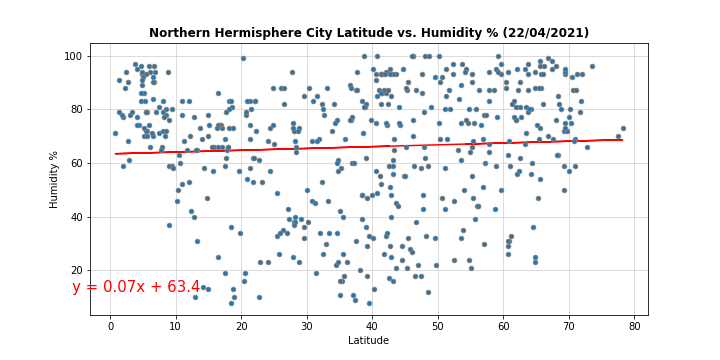 Northern Hermisphere City Latitude vs. Humidity % (22/04/2021)
100
80
60
40
20
Humidity %
y = 0.07x + 63.4
0 10 20 30 40 50 60 70 80
Latitude